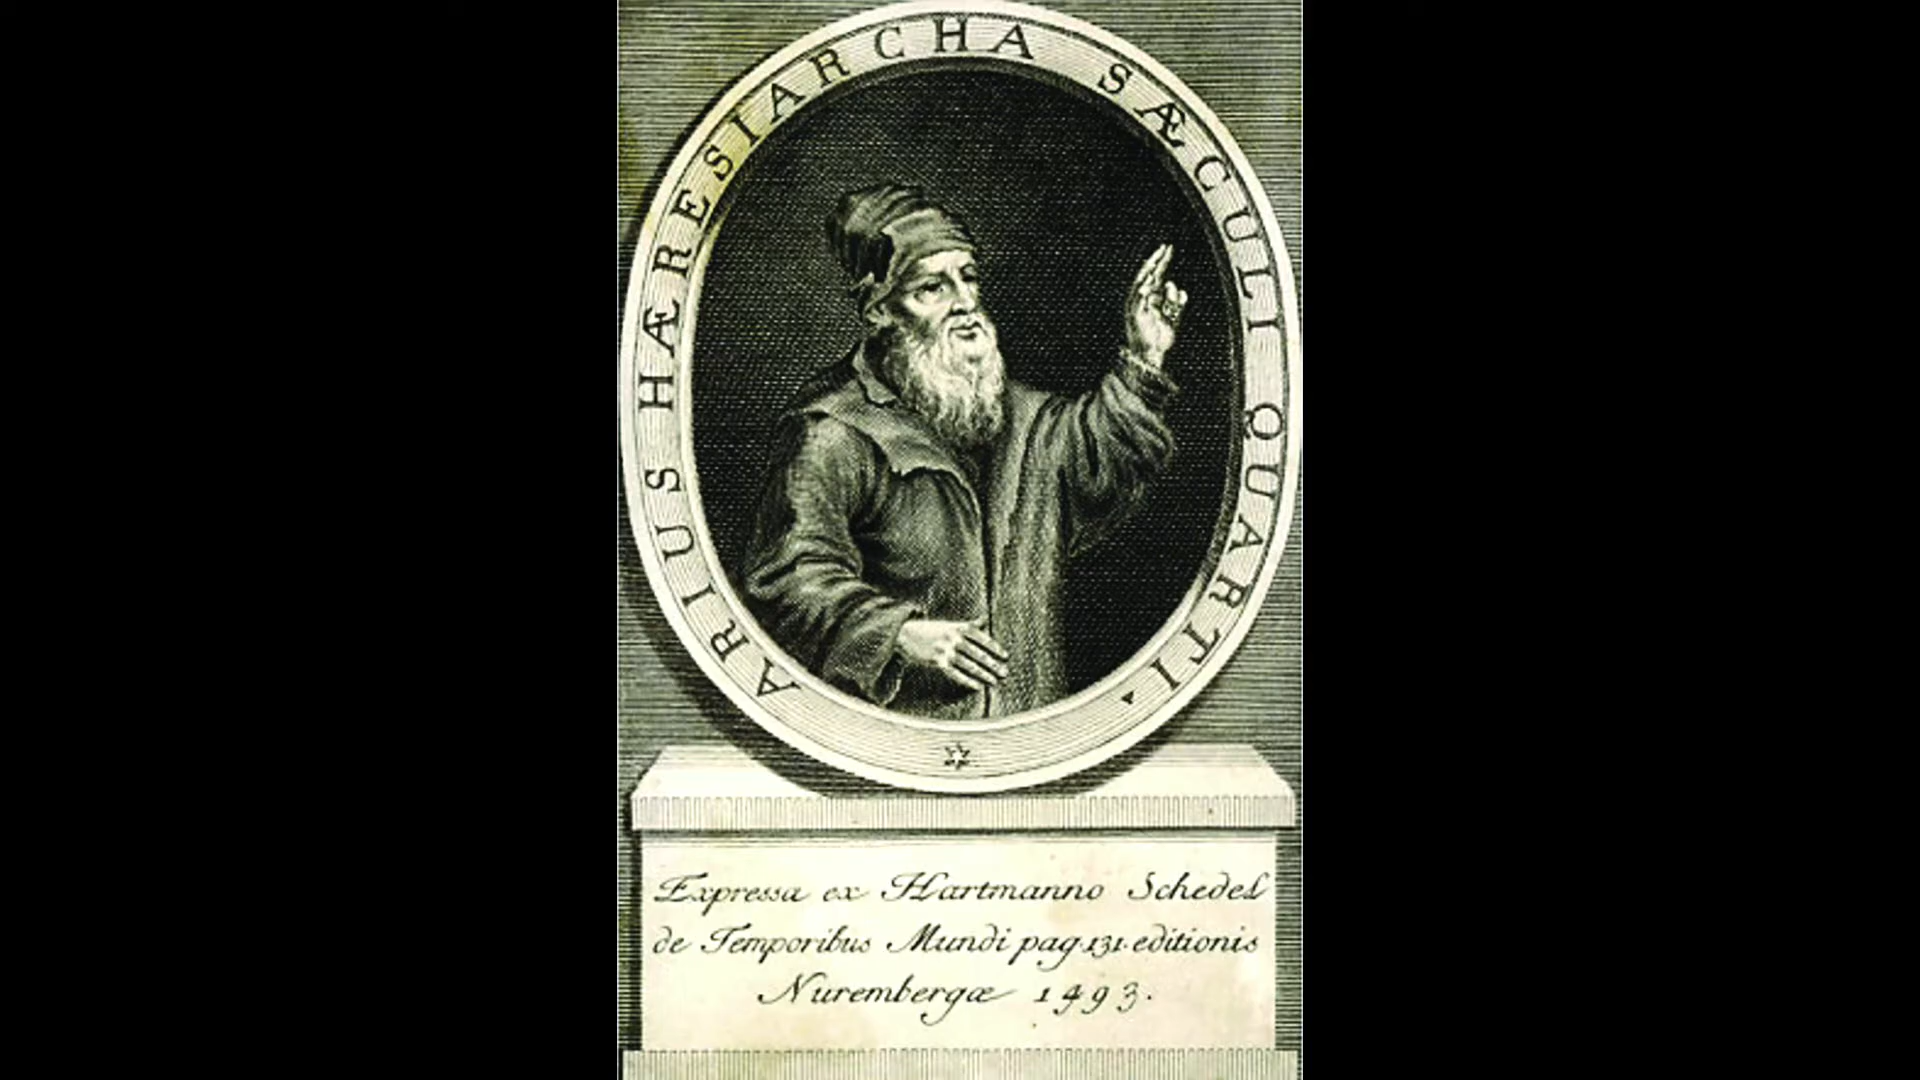 ARIUS HÆRESIARCHA SÆCULI QUARTI.
Expressa ex Hartmanno Schedel
de Temporibus Mundi pag. 131. editionis
Nurembergæ 1493.